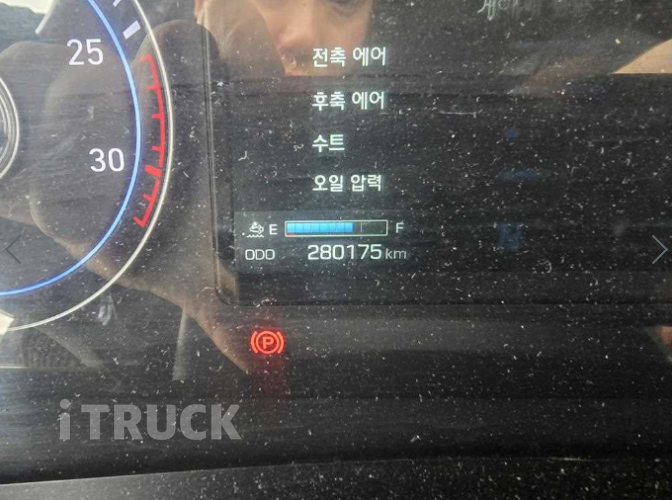 25
30
전축 에어
후축 에어
수트
오일 압력
E F
ODO 280175 km
P
iTRUCK